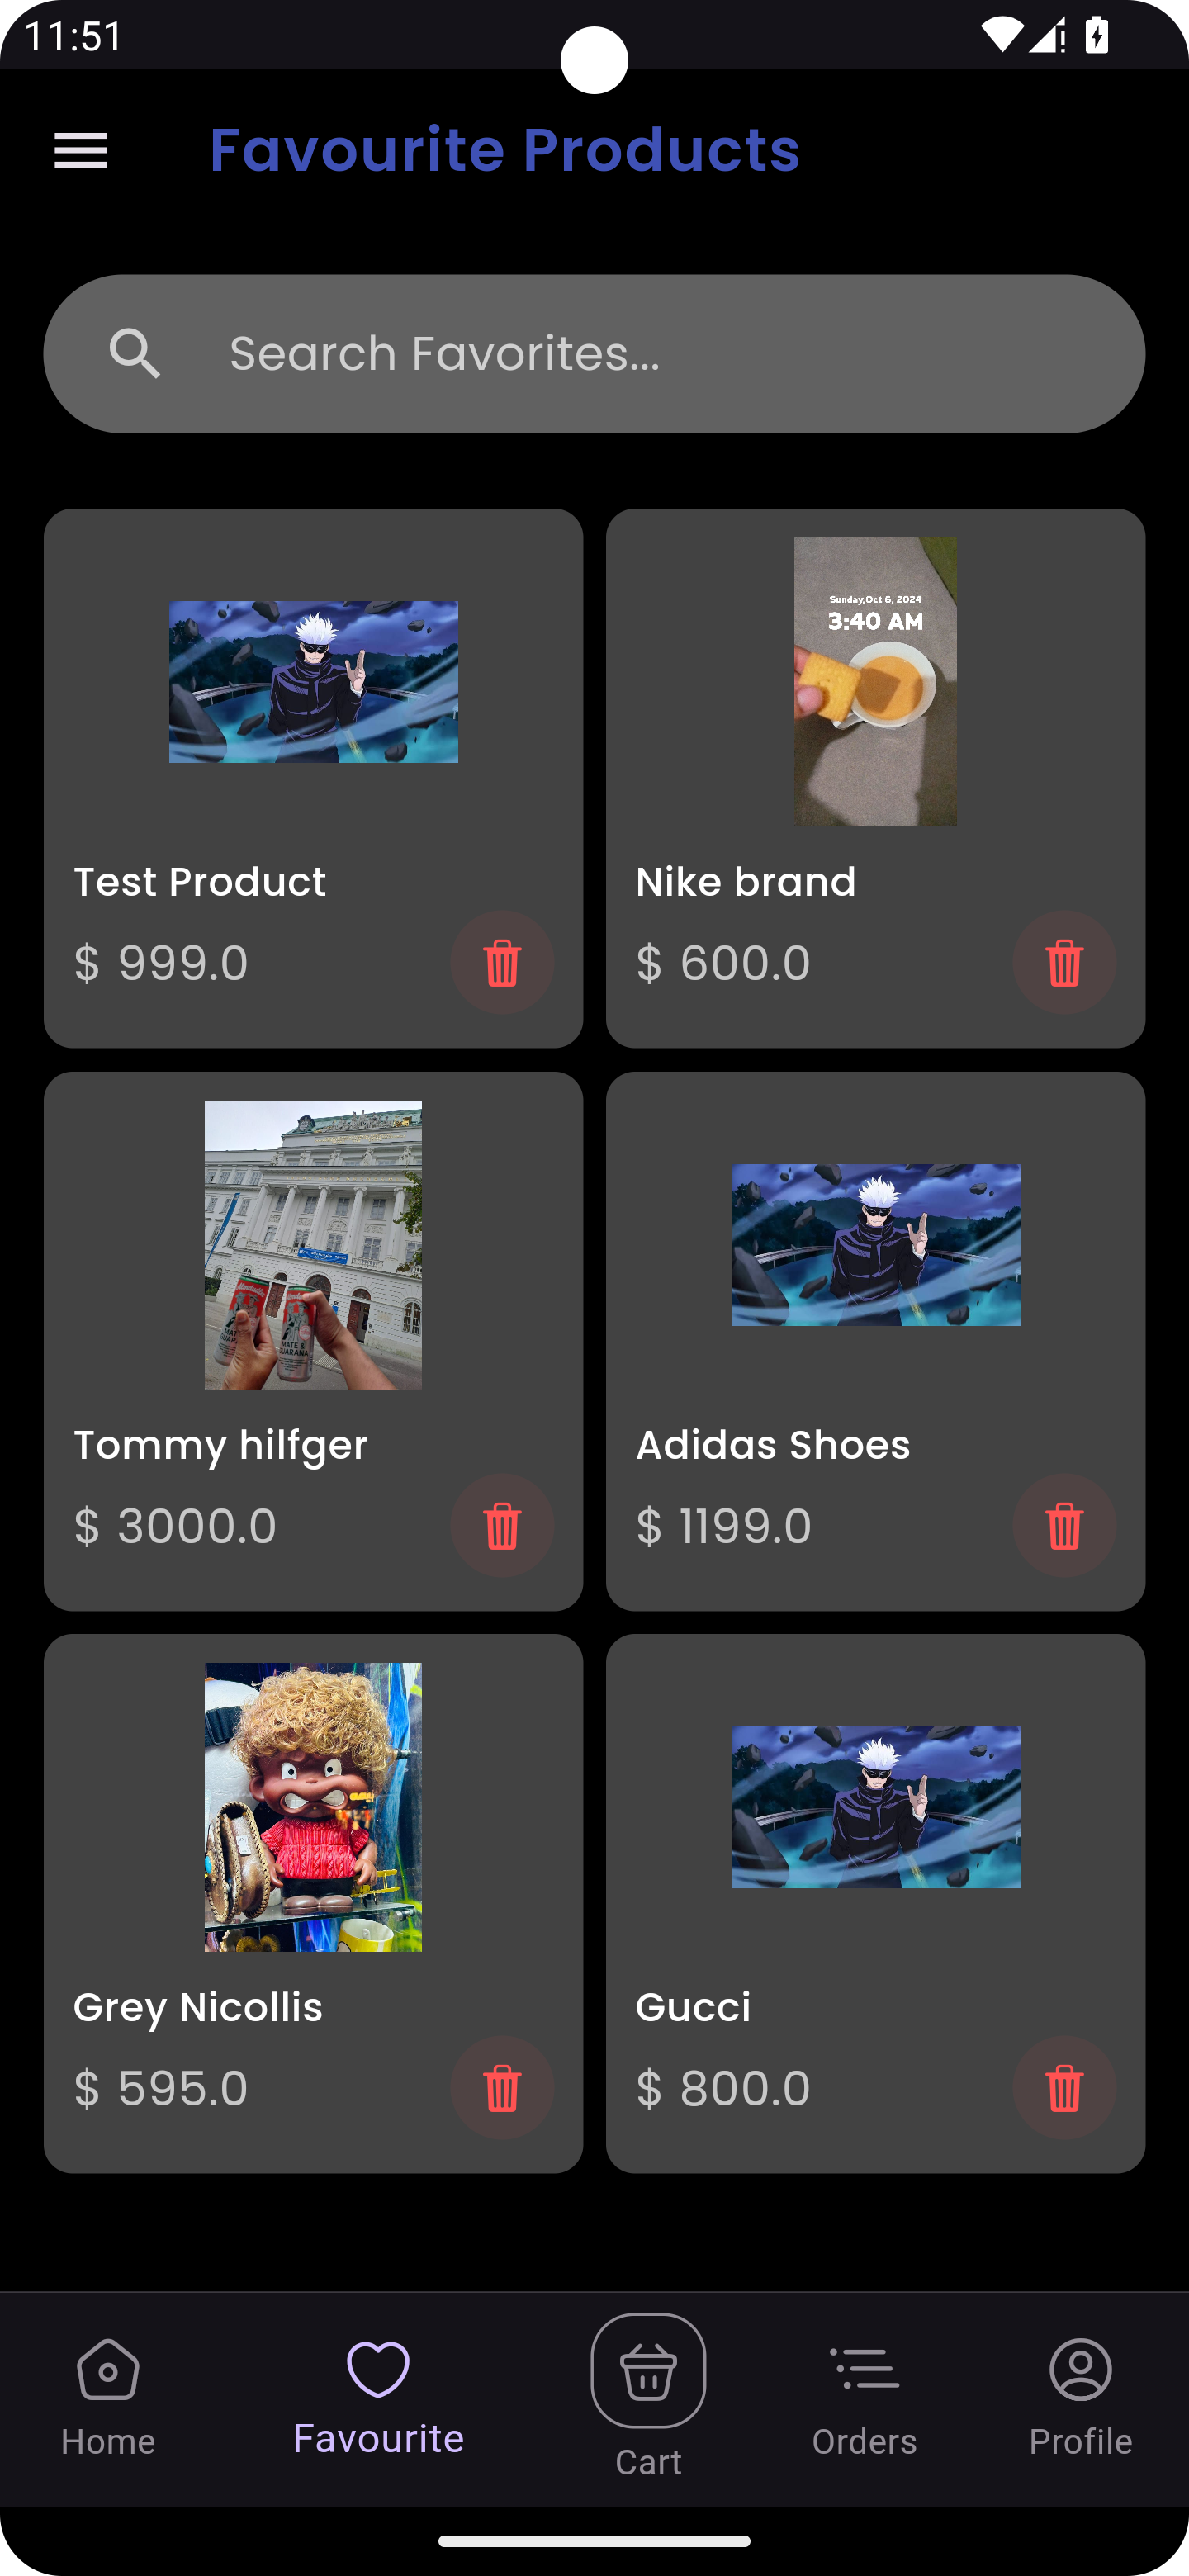 11:51
Favourite Products
Search Favorites...
Sunday,Oct 6, 2024
3:40 AM
Test Product
Nike brand
$ 999.0
$ 600.0
MATE &
GUARANA
Tommy hilfger
Adidas Shoes
$ 3000.0
$ 1199.0
Grey Nicollis
Gucci
$ 595.0
$ 800.0
Home
Favourite
Cart
Orders
Profile